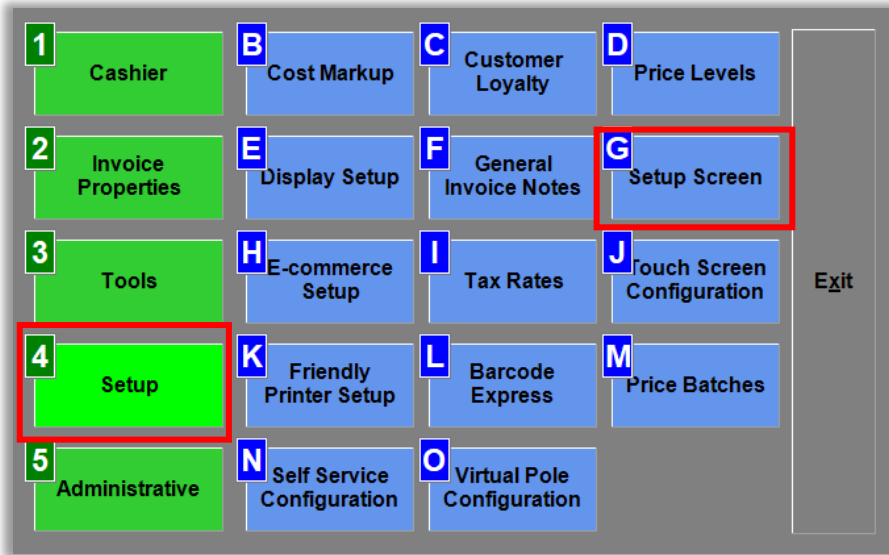 1
Cashier
B
Cost Markup
C
Customer
Loyalty
D
Price Levels
2
Invoice
Properties
E
Display Setup
F
General
Invoice Notes
G
Setup Screen
3
Tools
H
E-commerce
Setup
I
Tax Rates
J
Touch Screen
Configuration
Exit
4
Setup
K
Friendly
Printer Setup
L
Barcode
Express
M
Price Batches
5
Administrative
N
Self Service
Configuration
O
Virtual Pole
Configuration